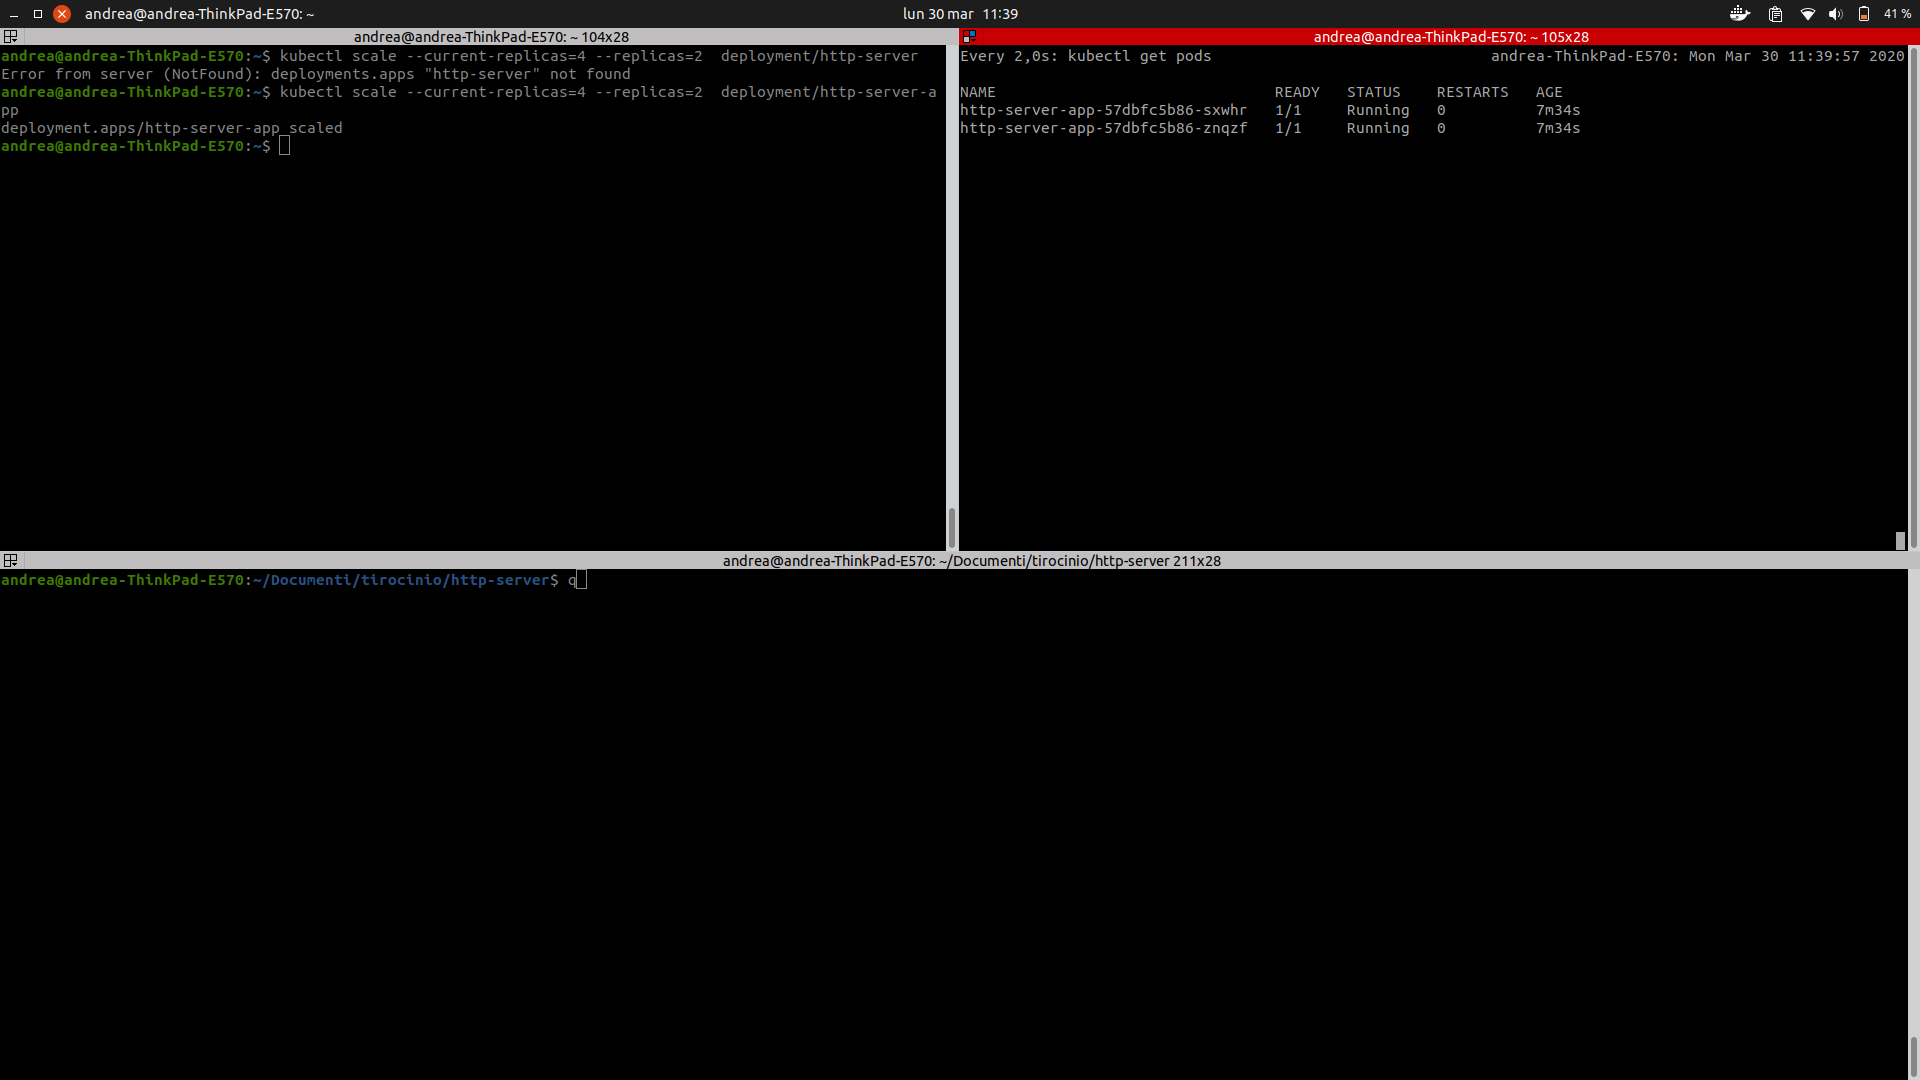 andrea@andrea-ThinkPad-E570: ~
lun 30 mar 11:39
41 %
andrea@andrea-ThinkPad-E570: ~ 104x28
andrea@andrea-ThinkPad-E570:~$ kubectl scale --current-replicas=4 --replicas=2  deployment/http-server
Error from server (NotFound): deployments.apps "http-server" not found
andrea@andrea-ThinkPad-E570:~$ kubectl scale --current-replicas=4 --replicas=2  deployment/http-server-a
pp
deployment.apps/http-server-app scaled
andrea@andrea-ThinkPad-E570:~$
andrea@andrea-ThinkPad-E570: ~ 105x28
Every 2,0s: kubectl get pods
andrea-ThinkPad-E570: Mon Mar 30 11:39:57 2020
NAME READY STATUS RESTARTS AGE
http-server-app-57dbfc5b86-sxwhr 1/1 Running 0 7m34s
http-server-app-57dbfc5b86-znqzf 1/1 Running 0 7m34s
andrea@andrea-ThinkPad-E570: ~/Documenti/tirocinio/http-server 211x28
andrea@andrea-ThinkPad-E570:~/Documenti/tirocinio/http-server$ q